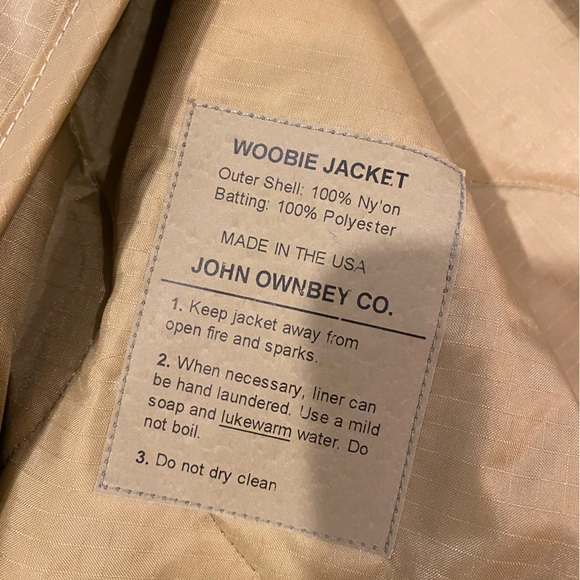 WOOBIE JACKET
Outer Shell: 100% Ny'on
Batting: 100% Polyester
MADE IN THE USA
JOHN OWNBEY CO.
1. Keep jacket away from
open fire and sparks.
2. When necessary, liner can
be hand laundered. Use a mild
soap and lukewarm water. Do
not boil.
3. Do not dry clean